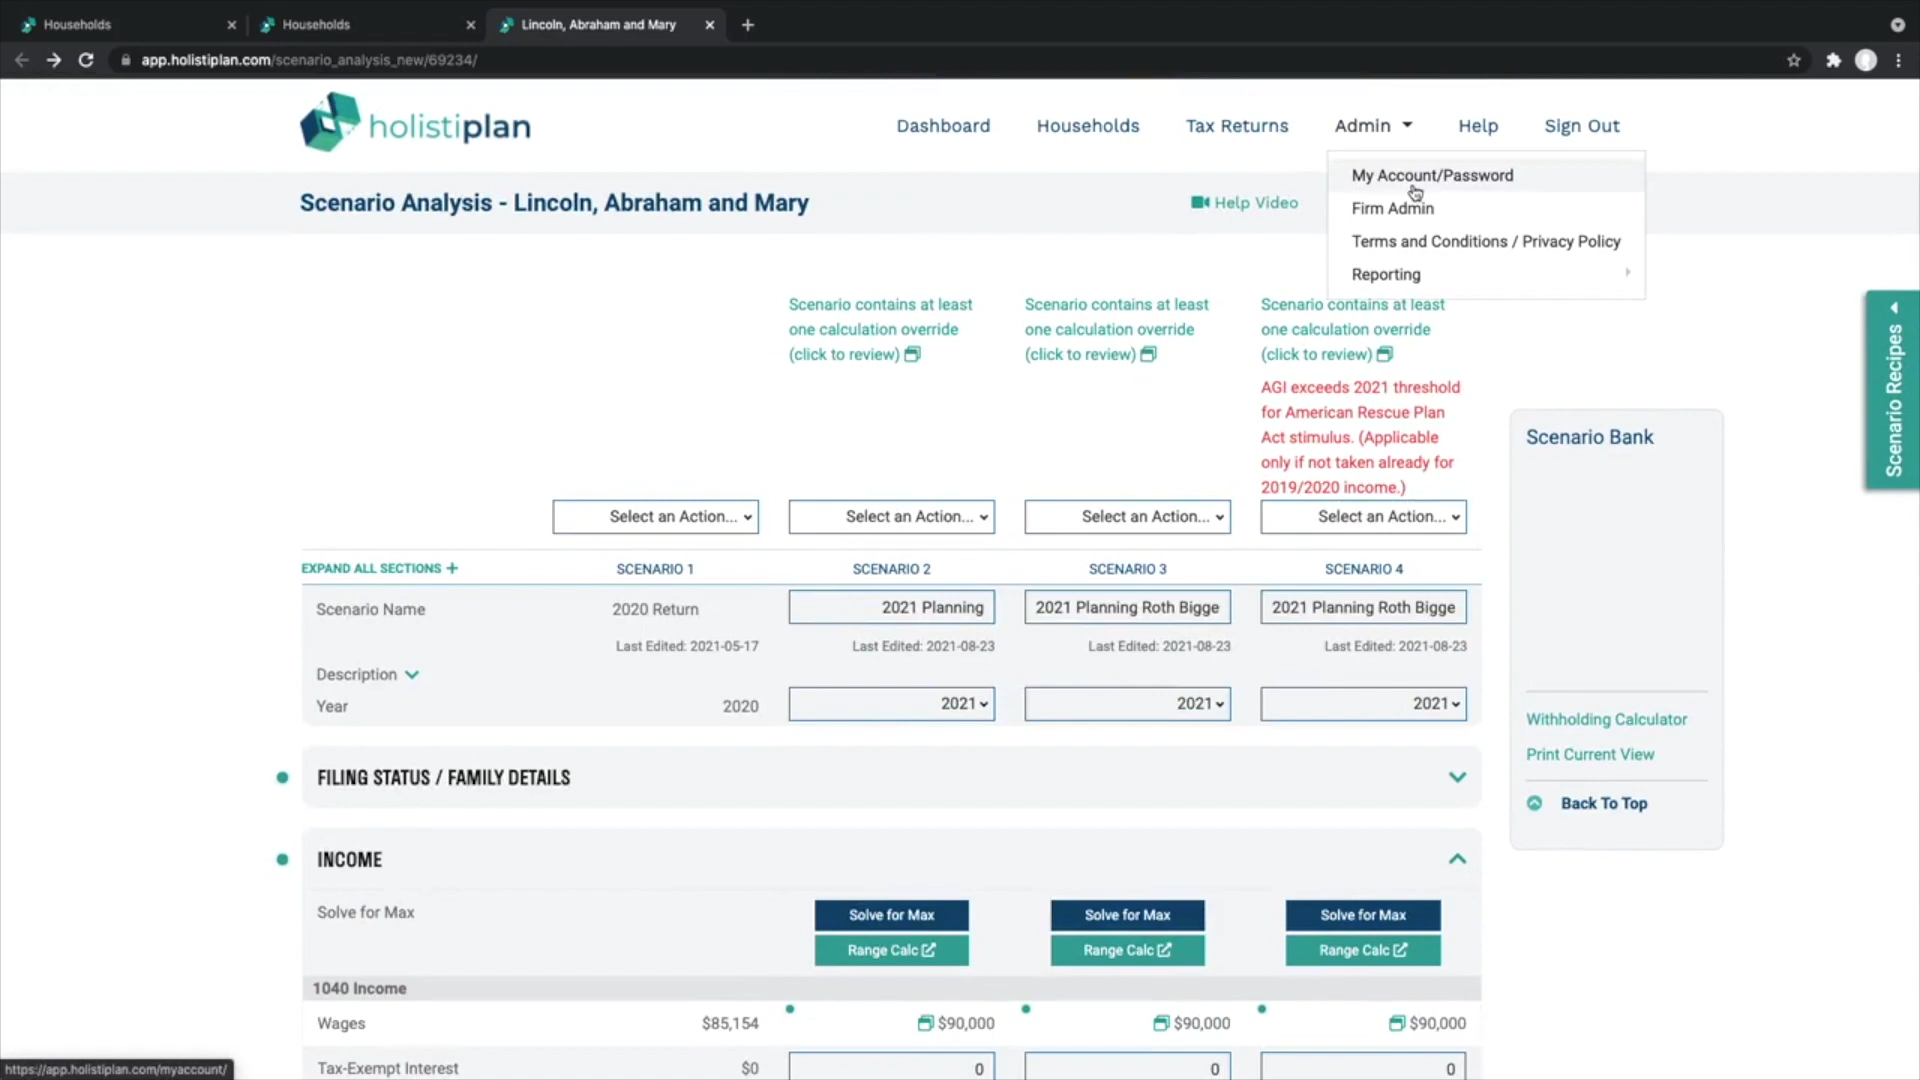 Households
Households
Lincoln, Abraham and Mary
app.holistiplan.com/scenario_analysis_new/69234/
holistiplan
Dashboard
Households
Tax Returns
Admin
Help
Sign Out
My Account/Password
Firm Admin
Terms and Conditions / Privacy Policy
Reporting
Scenario Analysis - Lincoln, Abraham and Mary
Help Video
Scenario contains at least
one calculation override
(click to review)
Scenario contains at least
one calculation override
(click to review)
Scenario contains at least
one calculation override
(click to review)
AGI exceeds 2021 threshold
for American Rescue Plan
Act stimulus. (Applicable
only if not taken already for
2019/2020 income.)
Scenario Recipes
Select an Action...
Select an Action...
Select an Action...
Select an Action...
EXPAND ALL SECTIONS +
SCENARIO 1
SCENARIO 2
SCENARIO 3
SCENARIO 4
Scenario Name
2020 Return
2021 Planning
2021 Planning Roth Bigge
2021 Planning Roth Bigge
Last Edited: 2021-05-17
Last Edited: 2021-08-23
Last Edited: 2021-08-23
Last Edited: 2021-08-23
Description
Year
2020
2021
2021
2021
Scenario Bank
Withholding Calculator
Print Current View
Back To Top
FILING STATUS / FAMILY DETAILS
INCOME
Solve for Max
Solve for Max
Solve for Max
Solve for Max
Range Calc
Range Calc
Range Calc
1040 Income
Wages
$85,154
$90,000
$90,000
$90,000
Tax-Exempt Interest
$0
0
0
0
https://app.holistiplan.com/myaccount/